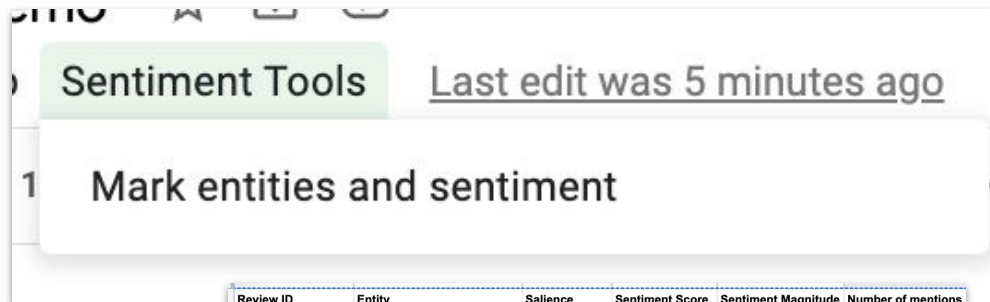 Sentiment Tools Last edit was 5 minutes ago
1 Mark entities and sentiment
Review ID Entity Salience Sentiment Score Sentiment Magnitude Number of mentions